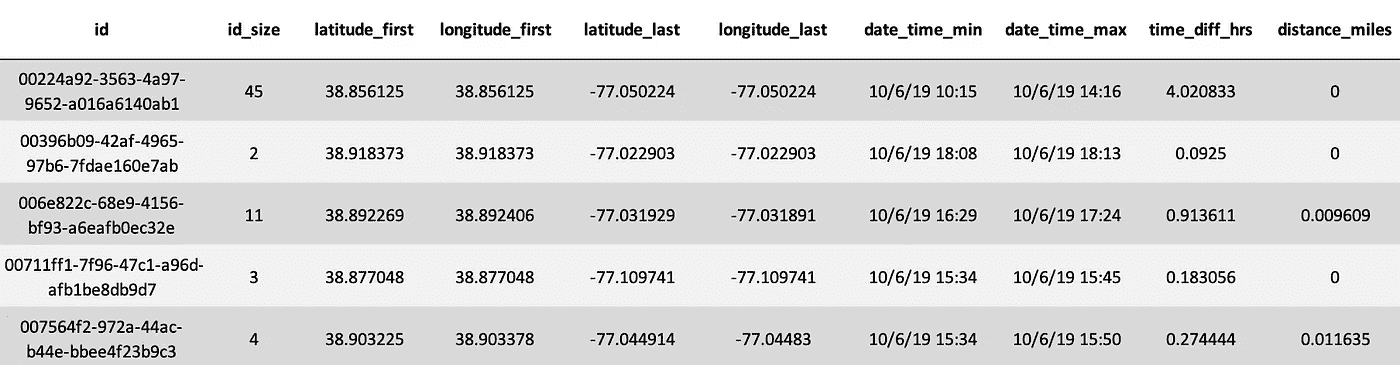 id id_size latitude_first longitude_first latitude_last longitude_last date_time_min date_time_max time_diff_hrs distance_miles
00224a92-3563-4a97-
9652-a016a6140ab1 45 38.856125 38.856125 -77.050224 -77.050224 10/6/19 10:15 10/6/19 14:16 4.020833 0
00396b09-42af-4965-
97b6-7fdae160e7ab 2 38.918373 38.918373 -77.022903 -77.022903 10/6/19 18:08 10/6/19 18:13 0.0925 0
006e822c-68e9-4156-
bf93-a6eafb0ec32e 11 38.892269 38.892406 -77.031929 -77.031891 10/6/19 16:29 10/6/19 17:24 0.913611 0.009609
00711ff1-7f96-47c1-a96d-
afb1be8db9d7 3 38.877048 38.877048 -77.109741 -77.109741 10/6/19 15:34 10/6/19 15:45 0.183056 0
007564f2-972a-44ac-
b44e-bbee4f23b9c3 4 38.903225 38.903378 -77.044914 -77.04483 10/6/19 15:34 10/6/19 15:50 0.274444 0.011635